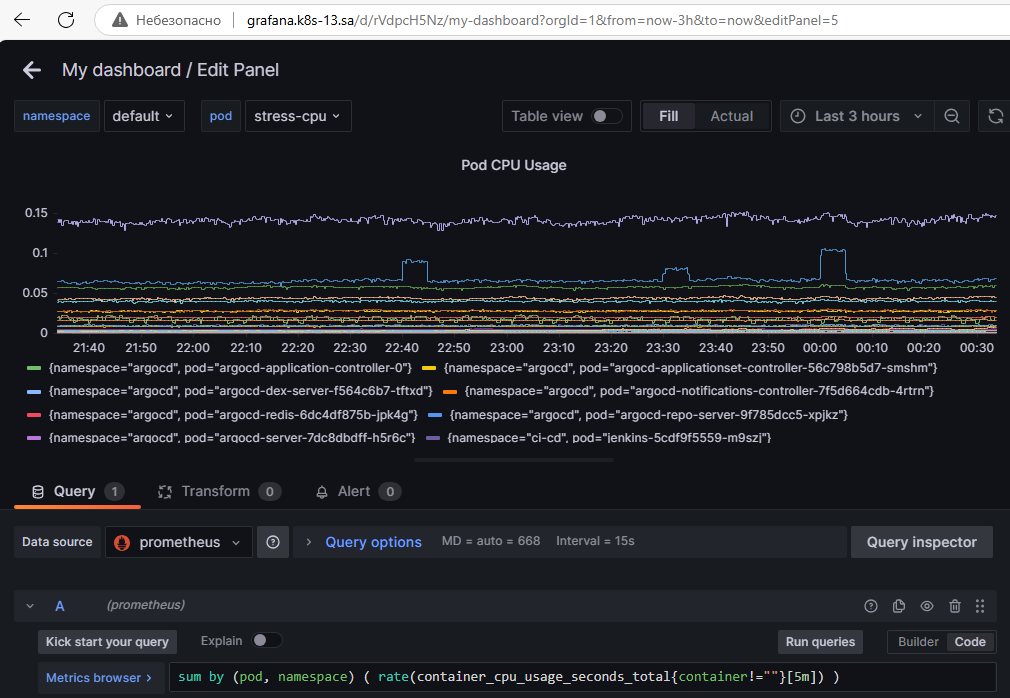 Небезопасно grafana.k8s-13.sa/d/rVdpcH5Nz/my-dashboard?orgId=1&from=now-3h&to=now&editPanel=5
My dashboard / Edit Panel
namespace default pod stress-cpu Table view Fill Actual Last 3 hours
Pod CPU Usage
0.15
0.1
0.05
0
21:40 21:50 22:00 22:10 22:20 22:30 22:40 22:50 23:00 23:10 23:20 23:30 23:40 23:50 00:00 00:10 00:20 00:30
{namespace="argocd", pod="argocd-application-controller-0"} {namespace="argocd", pod="argocd-applicationset-controller-56c798b5d7-smshm"}
{namespace="argocd", pod="argocd-dex-server-f564c6b7-tftxd"} {namespace="argocd", pod="argocd-notifications-controller-7f5d664cdb-4rtrn"}
{namespace="argocd", pod="argocd-redis-6dc4df875b-jpk4g"} {namespace="argocd", pod="argocd-repo-server-9f785dcc5-xpjkz"}
{namespace="argocd", pod="argocd-server-7dc8dbdff-h5r6c"} {namespace="ci-cd", pod="jenkins-5cdf9f5559-m9szj"}
Query 1 Transform 0 Alert 0
Data source prometheus Query options MD = auto = 668 Interval = 15s Query inspector
A (prometheus)
Kick start your query Explain Run queries Builder Code
Metrics browser > sum by (pod, namespace) ( rate(container_cpu_usage_seconds_total{container!=""}[5m]) )